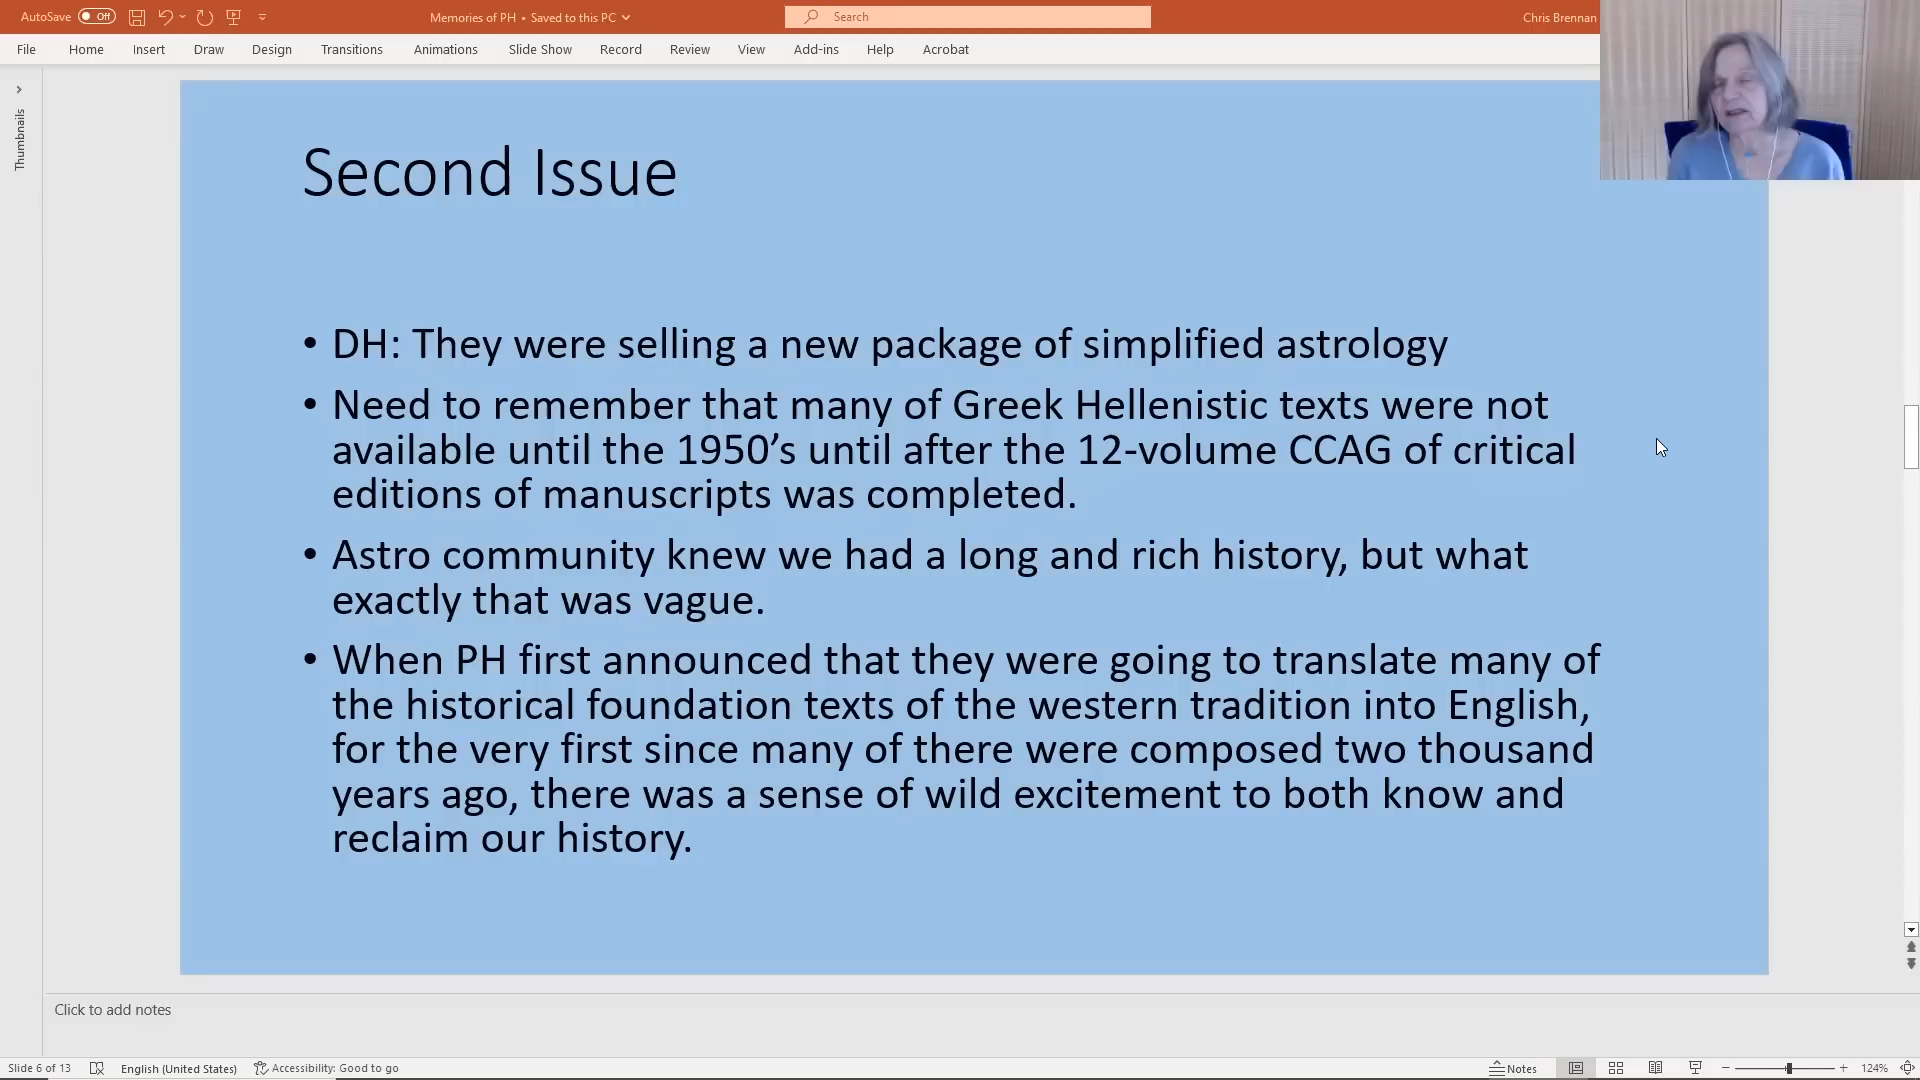 AutoSave Off Memories of PH • Saved to this PC Search Chris Brennan
File Home Insert Draw Design Transitions Animations Slide Show Record Review View Add-ins Help Acrobat
Thumbnails
Second Issue
• DH: They were selling a new package of simplified astrology
• Need to remember that many of Greek Hellenistic texts were not
available until the 1950’s until after the 12-volume CCAG of critical
editions of manuscripts was completed.
• Astro community knew we had a long and rich history, but what
exactly that was vague.
• When PH first announced that they were going to translate many of
the historical foundation texts of the western tradition into English,
for the very first since many of there were composed two thousand
years ago, there was a sense of wild excitement to both know and
reclaim our history.
Click to add notes
Slide 6 of 13 English (United States) Accessibility: Good to go Notes 124%